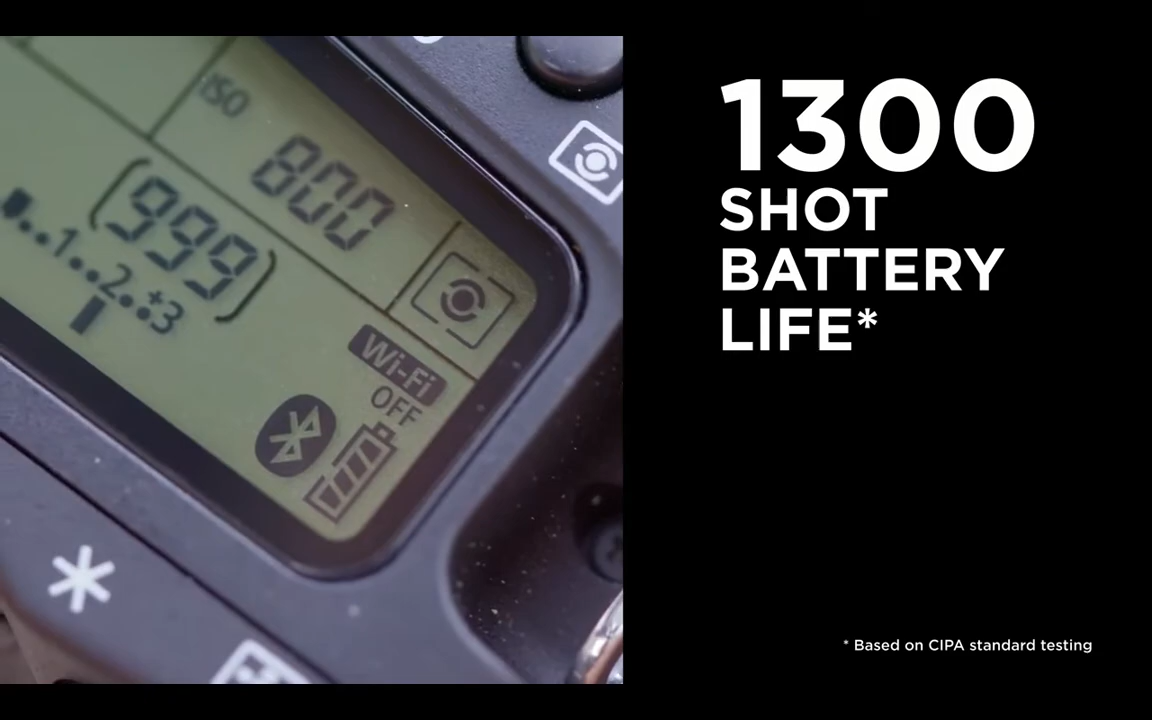 ISO
800
(999)
..1..2..+3
Wi-Fi
OFF
1300
SHOT
BATTERY
LIFE*
* Based on CIPA standard testing